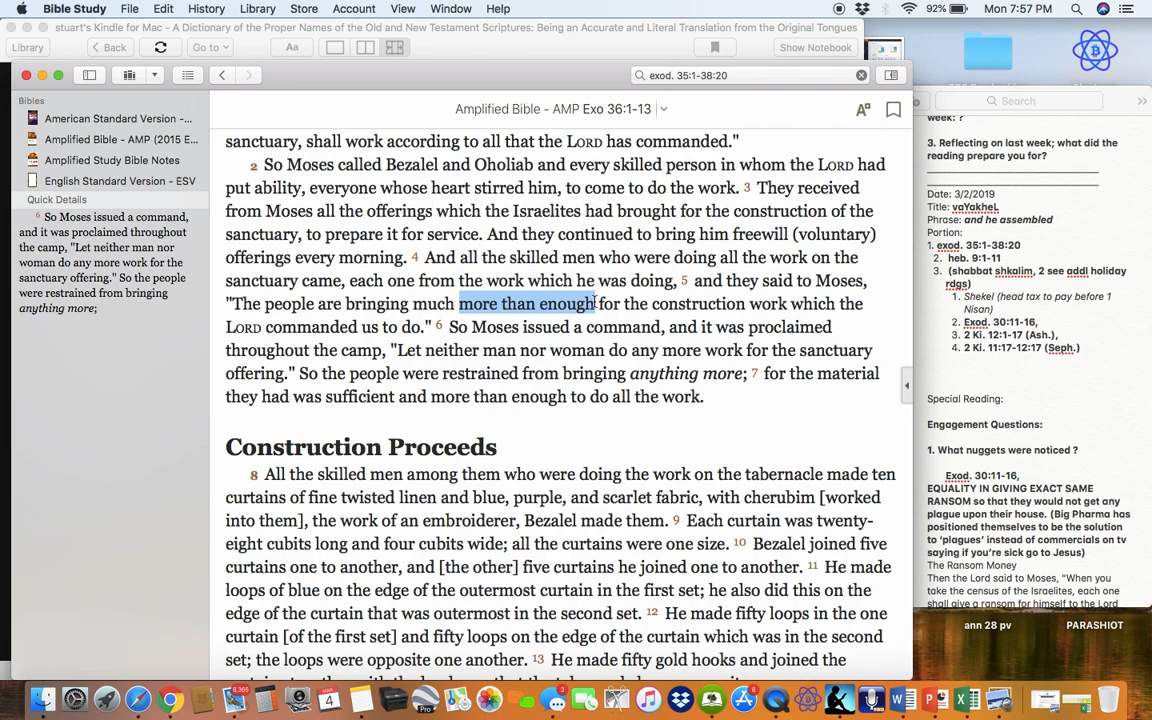 Bible Study File Edit History Library Store Account View Window Help 92% Mon 7:57 PM
stuart's Kindle for Mac - A Dictionary of the Proper Names of the Old and New Testament Scriptures: Being an Accurate and Literal Translation from the Original Tongues
Library Back Go to Aa Show Notebook
exod. 35:1-38:20
Bibles
American Standard Version -...
Amplified Bible - AMP (2015 E...
Amplified Study Bible Notes
English Standard Version - ESV
Quick Details
6 So Moses issued a command,
and it was proclaimed throughout
the camp, "Let neither man nor
woman do any more work for the
sanctuary offering." So the people
were restrained from bringing
anything more;
Amplified Bible - AMP Exo 36:1-13
sanctuary, shall work according to all that the LORD has commanded."
2 So Moses called Bezalel and Oholiab and every skilled person in whom the LORD had
put ability, everyone whose heart stirred him, to come to do the work. 3 They received
from Moses all the offerings which the Israelites had brought for the construction of the
sanctuary, to prepare it for service. And they continued to bring him freewill (voluntary)
offerings every morning. 4 And all the skilled men who were doing all the work on the
sanctuary came, each one from the work which he was doing, 5 and they said to Moses,
"The people are bringing much more than enough for the construction work which the
LORD commanded us to do." 6 So Moses issued a command, and it was proclaimed
throughout the camp, "Let neither man nor woman do any more work for the sanctuary
offering." So the people were restrained from bringing anything more; 7 for the material
they had was sufficient and more than enough to do all the work.
Construction Proceeds
8 All the skilled men among them who were doing the work on the tabernacle made ten
curtains of fine twisted linen and blue, purple, and scarlet fabric, with cherubim [worked
into them], the work of an embroiderer, Bezalel made them. 9 Each curtain was twenty-
eight cubits long and four cubits wide; all the curtains were one size. 10 Bezalel joined five
curtains one to another, and [the other] five curtains he joined one to another. 11 He made
loops of blue on the edge of the outermost curtain in the first set; he also did this on the
edge of the curtain that was outermost in the second set. 12 He made fifty loops in the one
curtain [of the first set] and fifty loops on the edge of the curtain which was in the second
set; the loops were opposite one another. 13 He made fifty gold hooks and joined the
Search
week: ?
3. Reflecting on last week; what did the
reading prepare you for?
Date: 3/2/2019
Title: vaYakheL
Phrase: and he assembled
Portion:
1. exod. 35:1-38:20
2. heb. 9:1-11
3. (shabbat shkalim, 2 see addl holiday
rdgs)
1. Shekel (head tax to pay before 1
Nisan)
2. Exod. 30:11-16,
3. 2 Ki. 12:1-17 (Ash.),
4. 2 Ki. 11:17-12:17 (Seph.)
Special Reading:
Engagement Questions:
1. What nuggets were noticed ?
Exod. 30:11-16,
EQUALITY IN GIVING EXACT SAME
RANSOM so that they would not get any
plague upon their house. (Big Pharma has
positioned themselves to be the solution
to 'plagues' instead of commercials on tv
saying if you're sick go to Jesus)
The Ransom Money
Then the Lord said to Moses, "When you
take the census of the Israelites, each one
shall give a ransom for himself to the Lord
ann 28 pv PARASHIOT
8,365
Pro
3